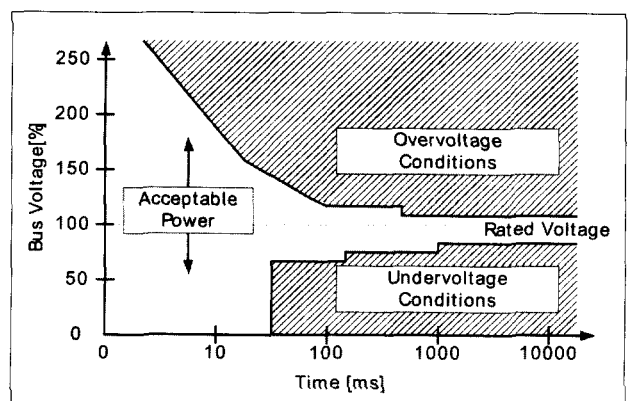 250
200
150
100
50
0
Bus Voltage[%]
Overvoltage
Conditions
Acceptable
Power
Rated Voltage
Undervoltage
Conditions
0
10
100
1000
10000
Time [ms]